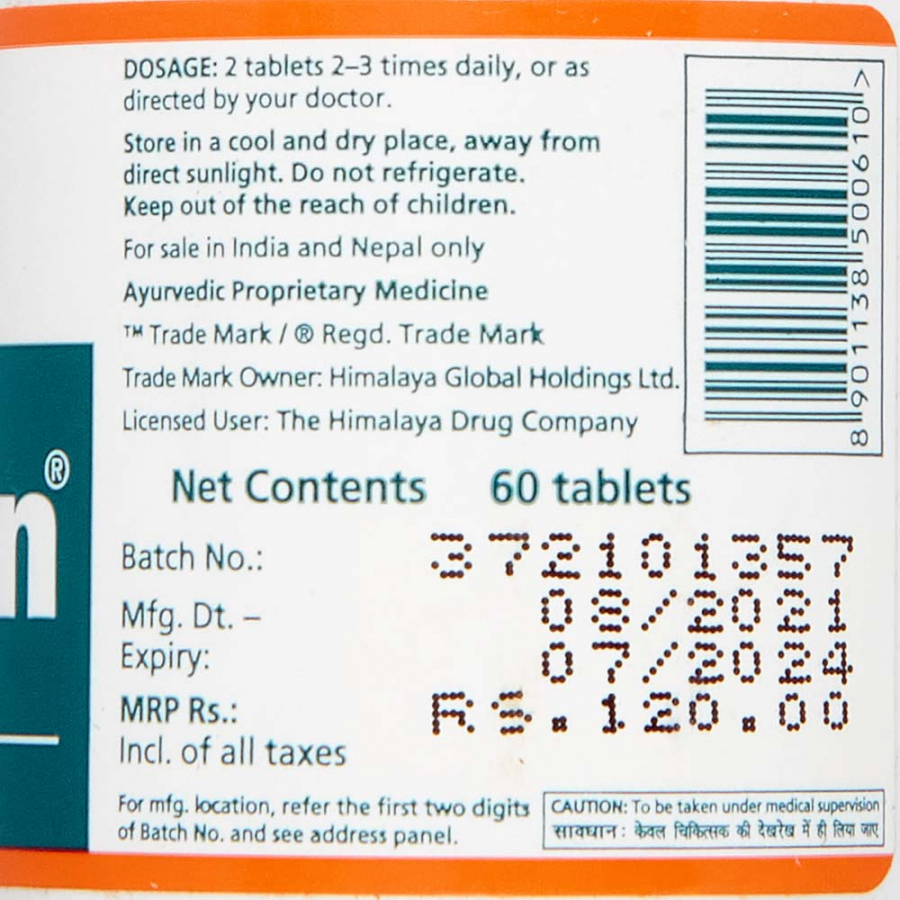 DOSAGE: 2 tablets 2–3 times daily, or as
directed by your doctor.
Store in a cool and dry place, away from
direct sunlight. Do not refrigerate.
Keep out of the reach of children.
For sale in India and Nepal only
Ayurvedic Proprietary Medicine
™ Trade Mark / ® Regd. Trade Mark
Trade Mark Owner: Himalaya Global Holdings Ltd.
Licensed User: The Himalaya Drug Company
8 901138 500610 >
n®
Net Contents 60 tablets
Batch No.: 372101357
Mfg. Dt. – 08/2021
Expiry: 07/2024
MRP Rs.: RS.120.00
Incl. of all taxes
For mfg. location, refer the first two digits
of Batch No. and see address panel.
CAUTION: To be taken under medical supervision
सावधान : केवल चिकित्सक की देखरेख में ही लिया जाए